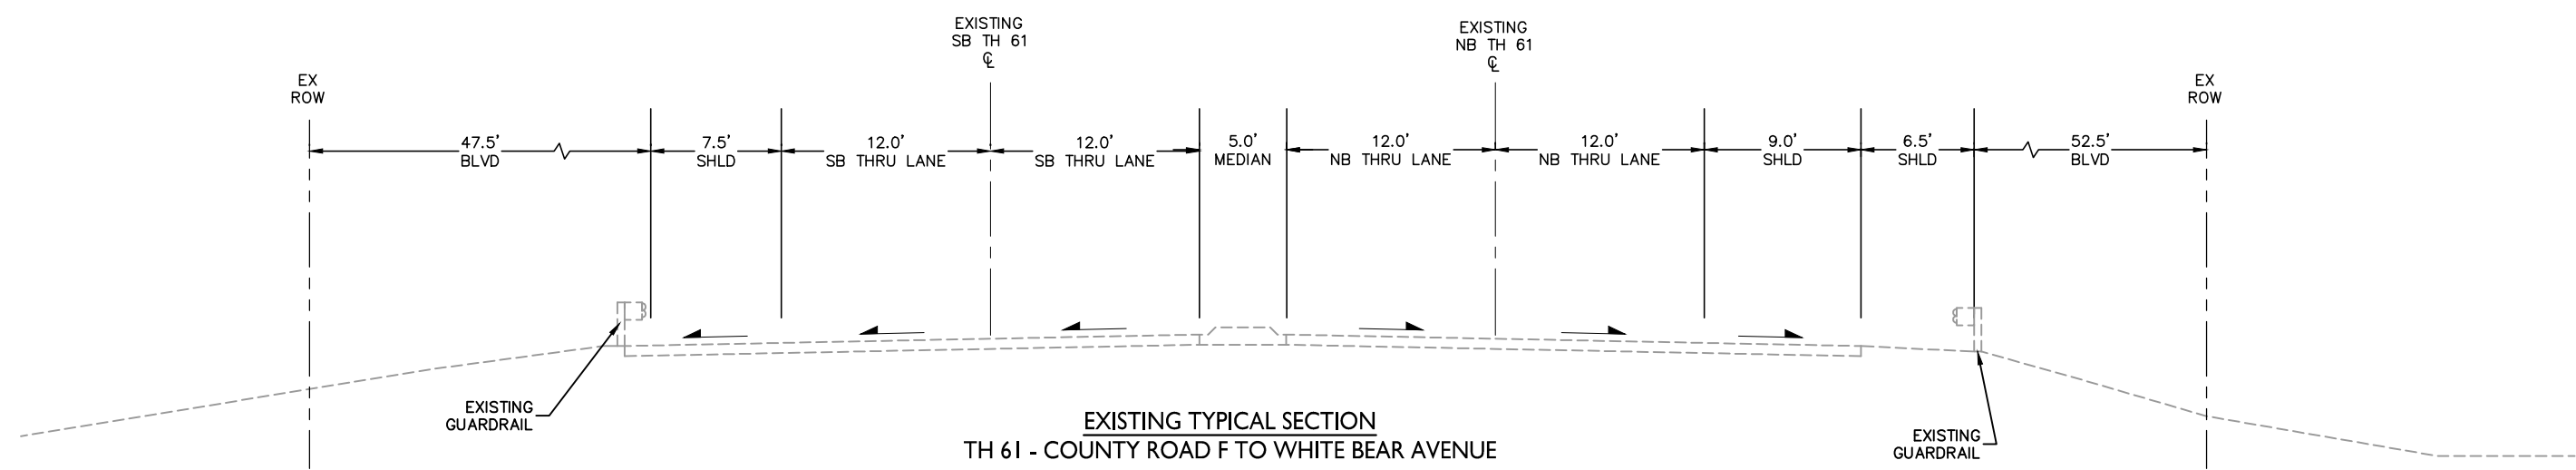 EXISTING
SB TH 61
℄
EXISTING
NB TH 61
℄
EX
ROW
EX
ROW
47.5'
BLVD
7.5'
SHLD
12.0'
SB THRU LANE
12.0'
SB THRU LANE
5.0'
MEDIAN
12.0'
NB THRU LANE
12.0'
NB THRU LANE
9.0'
SHLD
6.5'
SHLD
52.5'
BLVD
EXISTING
GUARDRAIL
EXISTING
GUARDRAIL
EXISTING TYPICAL SECTION
TH 61 - COUNTY ROAD F TO WHITE BEAR AVENUE